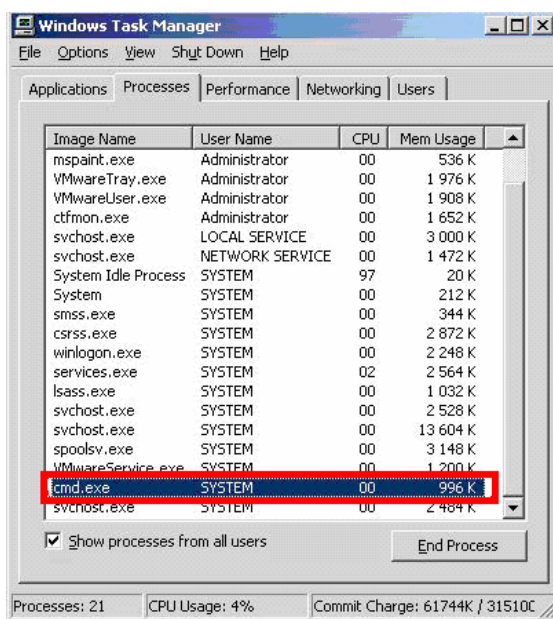 Windows Task Manager
File Options View Shut Down Help
Applications Processes Performance Networking Users
Image Name User Name CPU Mem Usage
mspaint.exe Administrator 00 536 K
VMwareTray.exe Administrator 00 1 976 K
VMwareUser.exe Administrator 00 1 908 K
ctfmon.exe Administrator 00 1 652 K
svchost.exe LOCAL SERVICE 00 3 000 K
svchost.exe NETWORK SERVICE 00 1 472 K
System Idle Process SYSTEM 97 20 K
System SYSTEM 00 212 K
smss.exe SYSTEM 00 344 K
csrss.exe SYSTEM 00 2 872 K
winlogon.exe SYSTEM 00 2 248 K
services.exe SYSTEM 02 2 564 K
lsass.exe SYSTEM 00 1 032 K
svchost.exe SYSTEM 00 2 528 K
svchost.exe SYSTEM 00 13 604 K
spoolsv.exe SYSTEM 00 3 148 K
VMwareService.exe SYSTEM 00 1 200 K
cmd.exe SYSTEM 00 996 K
svchost.exe SYSTEM 00 2 484 K
Show processes from all users End Process
Processes: 21 CPU Usage: 4% Commit Charge: 61744K / 315100